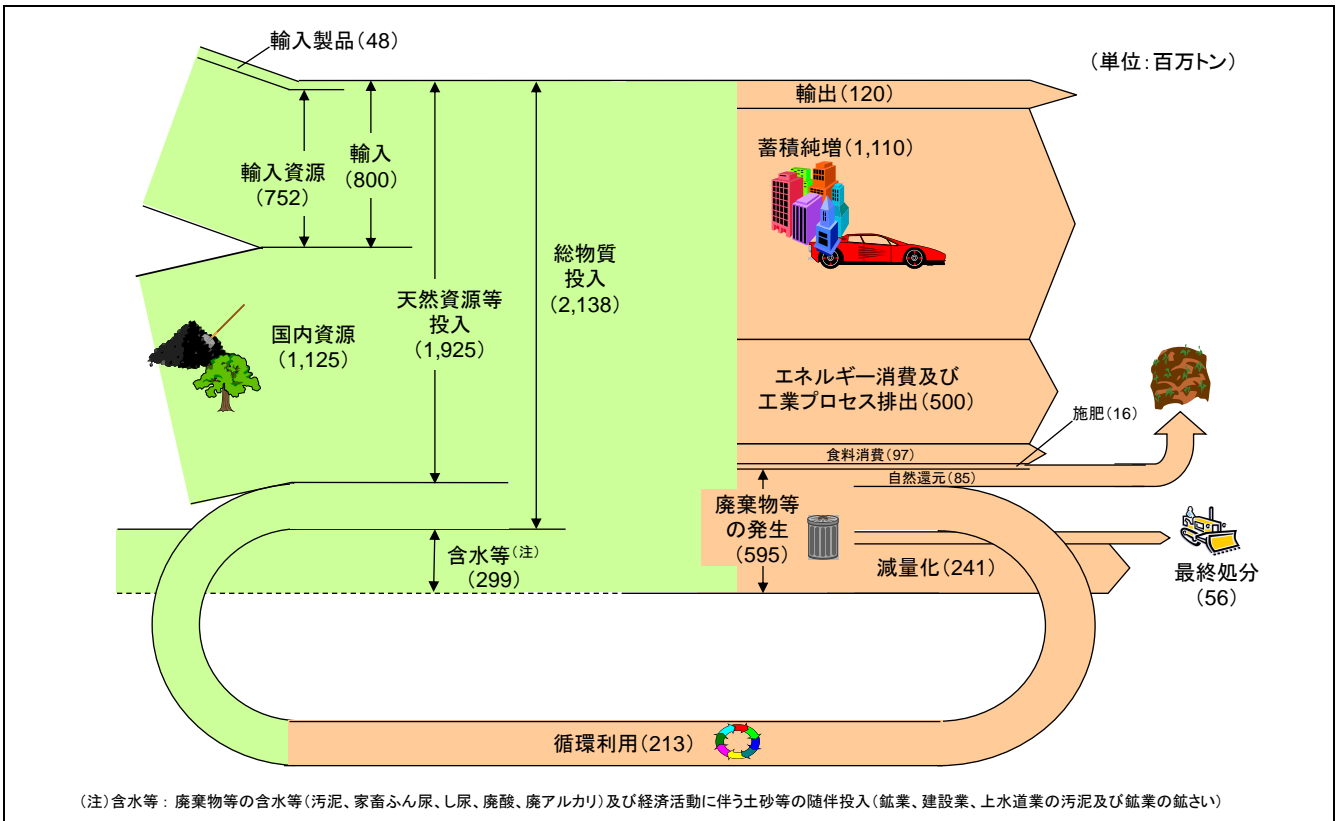 輸入製品(48)
(単位:百万トン)
輸出(120)
蓄積純増(1,110)
輸入
(800)
輸入資源
(752)
総物質
投入
(2,138)
天然資源等
投入
(1,925)
国内資源
(1,125)
エネルギー消費及び
工業プロセス排出(500)
施肥(16)
食料消費(97)
自然還元(85)
廃棄物等
の発生
(595)
含水等(注)
(299)
減量化(241)
最終処分
(56)
循環利用(213)
(注)含水等:廃棄物等の含水等(汚泥、家畜ふん尿、し尿、廃酸、廃アルカリ)及び経済活動に伴う土砂等の随伴投入(鉱業、建設業、上水道業の汚泥及び鉱業の鉱さい)